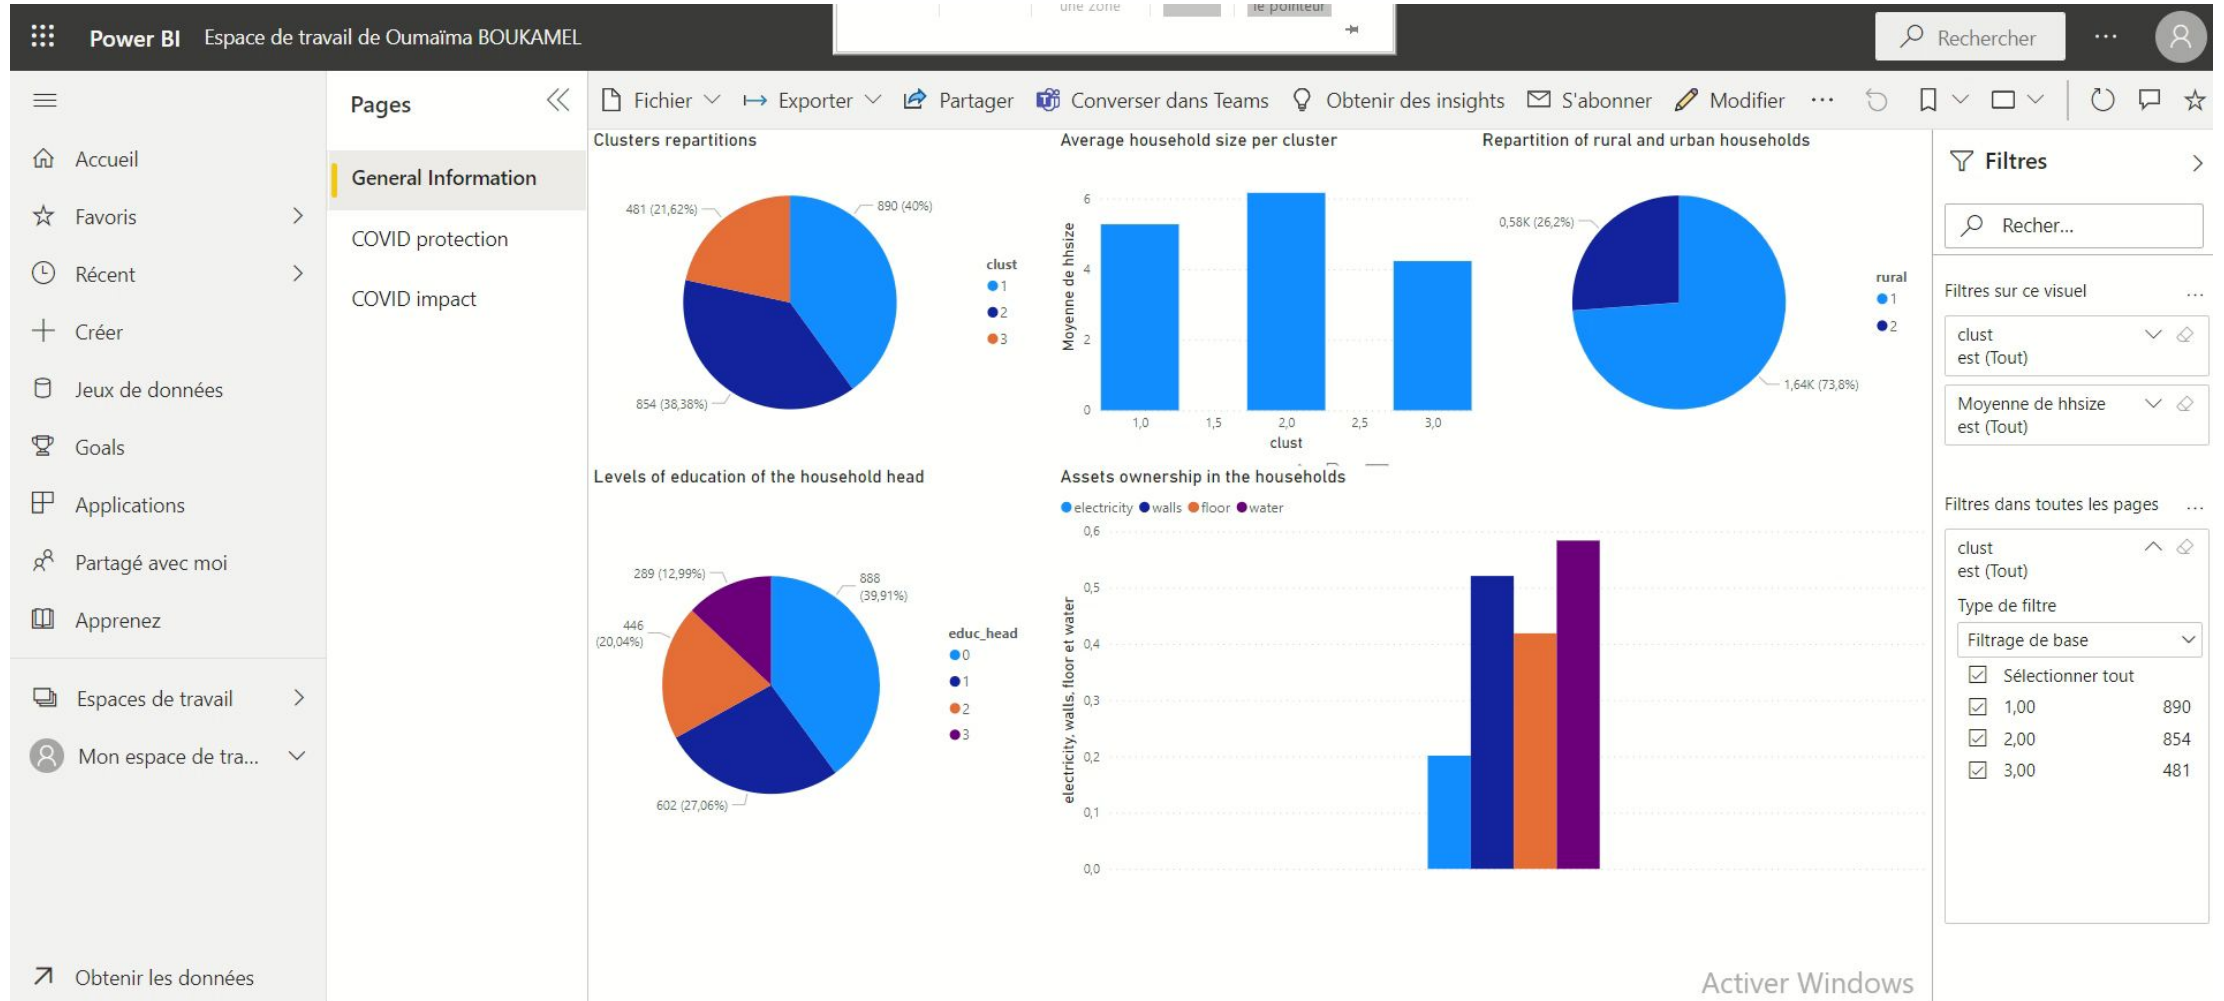 une zone
le pointeur
Power BI Espace de travail de Oumaïma BOUKAMEL
Rechercher
...
Accueil
Favoris
Récent
Créer
Jeux de données
Goals
Applications
Partagé avec moi
Apprenez
Espaces de travail
Mon espace de tra...
Obtenir les données
Pages
General Information
COVID protection
COVID impact
Fichier Exporter Partager Converser dans Teams Obtenir des insights S'abonner Modifier ...
Clusters repartitions
481 (21,62%)
890 (40%)
854 (38,38%)
clust
1
2
3
Average household size per cluster
Moyenne de hhsize
6
4
2
0
1,0 1,5 2,0 2,5 3,0
clust
Repartition of rural and urban households
0,58K (26,2%)
1,64K (73,8%)
rural
1
2
Levels of education of the household head
289 (12,99%)
888
(39,91%)
446
(20,04%)
602 (27,06%)
educ_head
0
1
2
3
Assets ownership in the households
electricity walls floor water
electricity, walls, floor et water
0,6
0,5
0,4
0,3
0,2
0,1
0,0
Filtres
Recher...
Filtres sur ce visuel ...
clust
est (Tout)
Moyenne de hhsize
est (Tout)
Filtres dans toutes les pages ...
clust
est (Tout)
Type de filtre
Filtrage de base
Sélectionner tout
1,00 890
2,00 854
3,00 481
Activer Windows